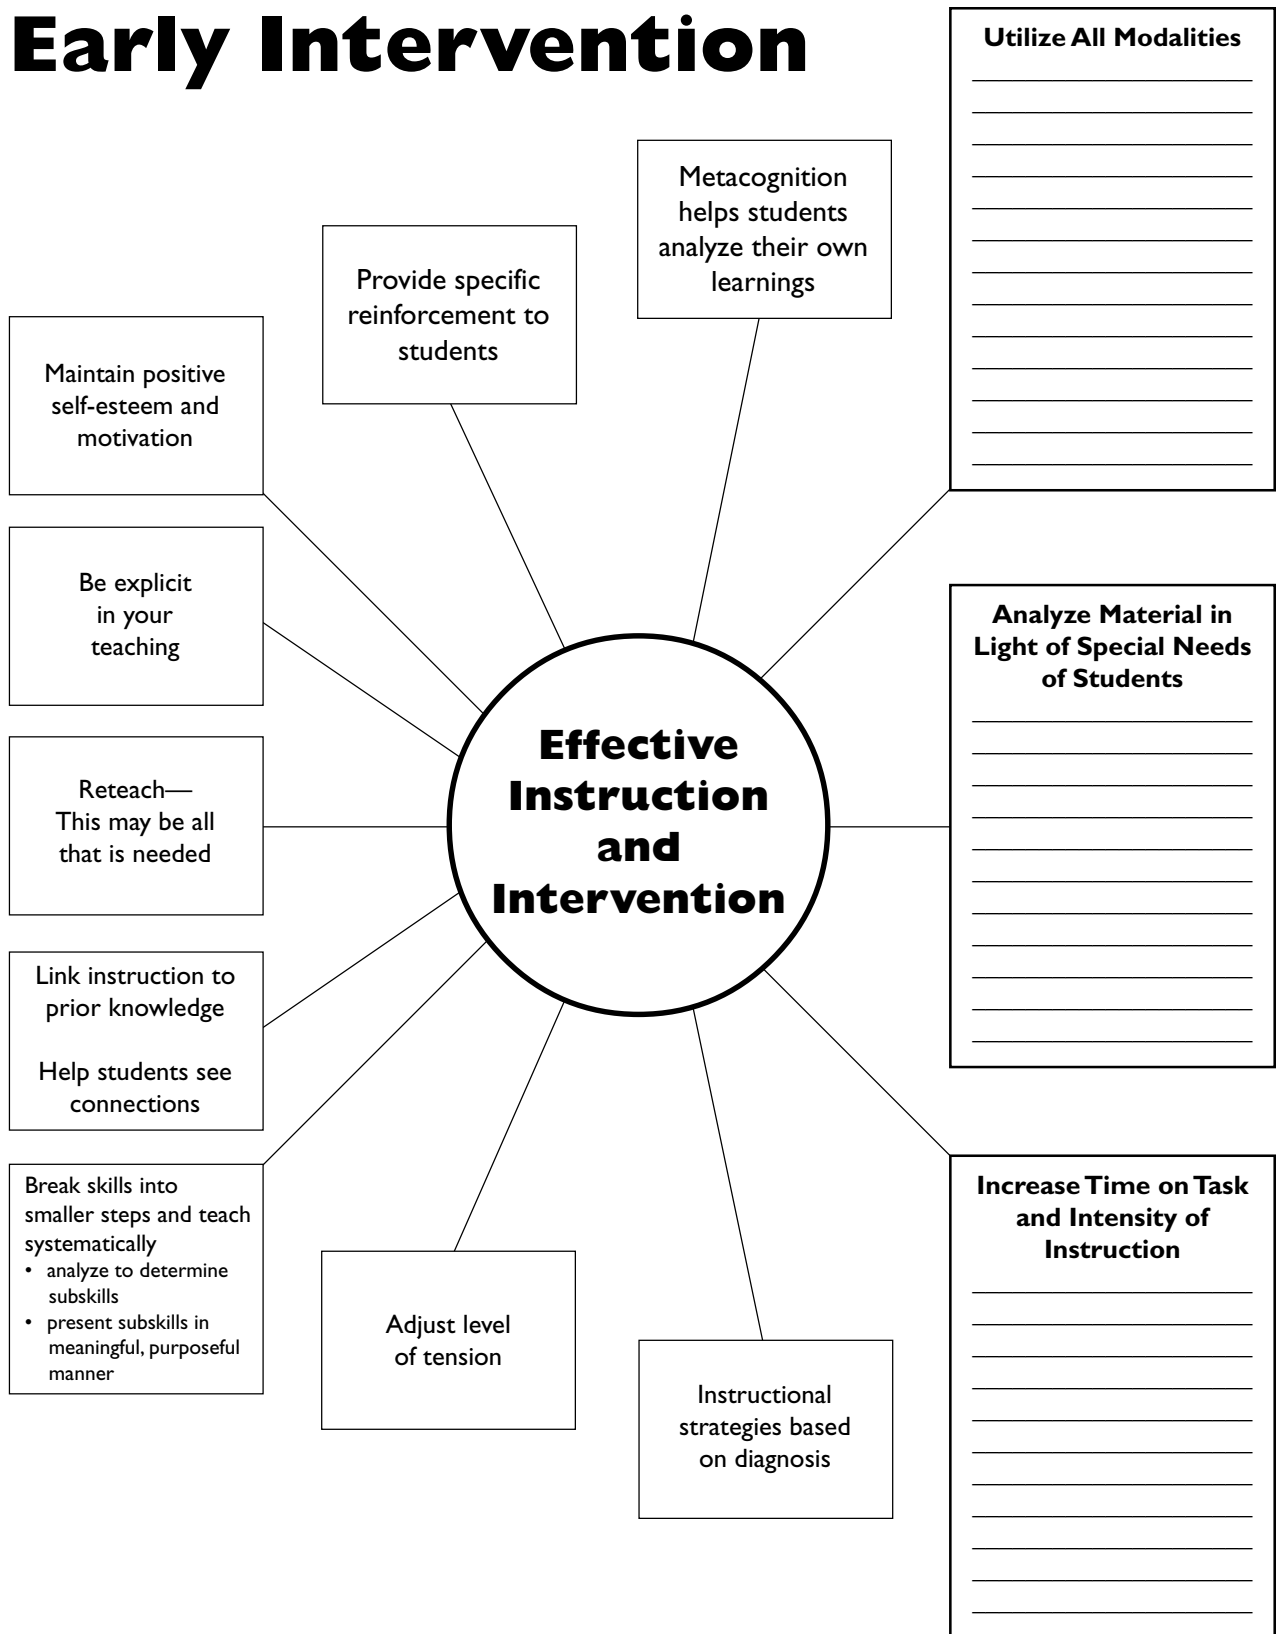 Early Intervention
Utilize All Modalities
Metacognition
helps students
analyze their own
learnings
Provide specific
reinforcement to
students
Maintain positive
self-esteem and
motivation
Be explicit
in your
teaching
Analyze Material in
Light of Special Needs
of Students
Effective
Instruction
and
Intervention
Reteach—
This may be all
that is needed
Link instruction to
prior knowledge
Help students see
connections
Break skills into
smaller steps and teach
systematically
• analyze to determine
subskills
• present subskills in
meaningful, purposeful
manner
Adjust level
of tension
Instructional
strategies based
on diagnosis
Increase Time on Task
and Intensity of
Instruction